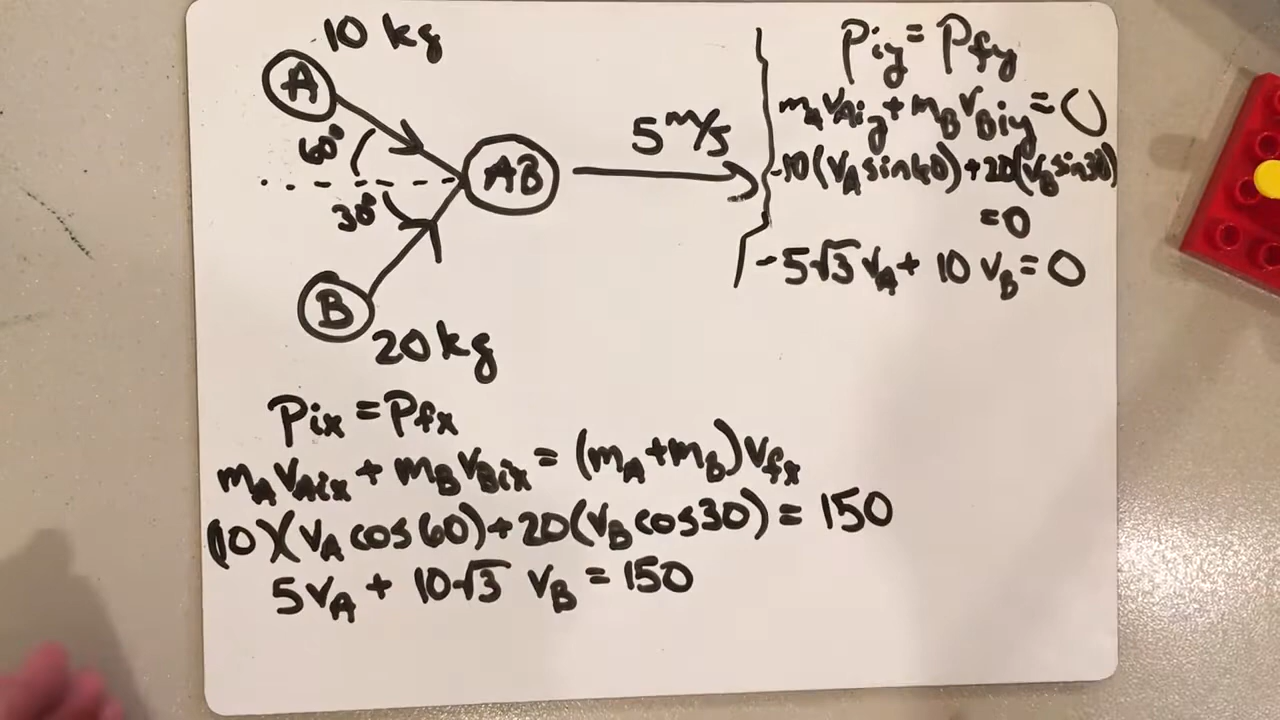 10 kg
A
60°
AB
5 m/s
30°
B
20 kg
Pix = Pfx
mAvAix + mBvBix = (mA+mB)vfx
(10)(vA cos60)+20(vB cos30) = 150
5vA + 10√3 vB = 150
Piy = Pfy
mAvAiy + mBvBiy = 0
-10(vA sin60)+20(vB sin30)
=0
-5√3 vA + 10 vB = 0